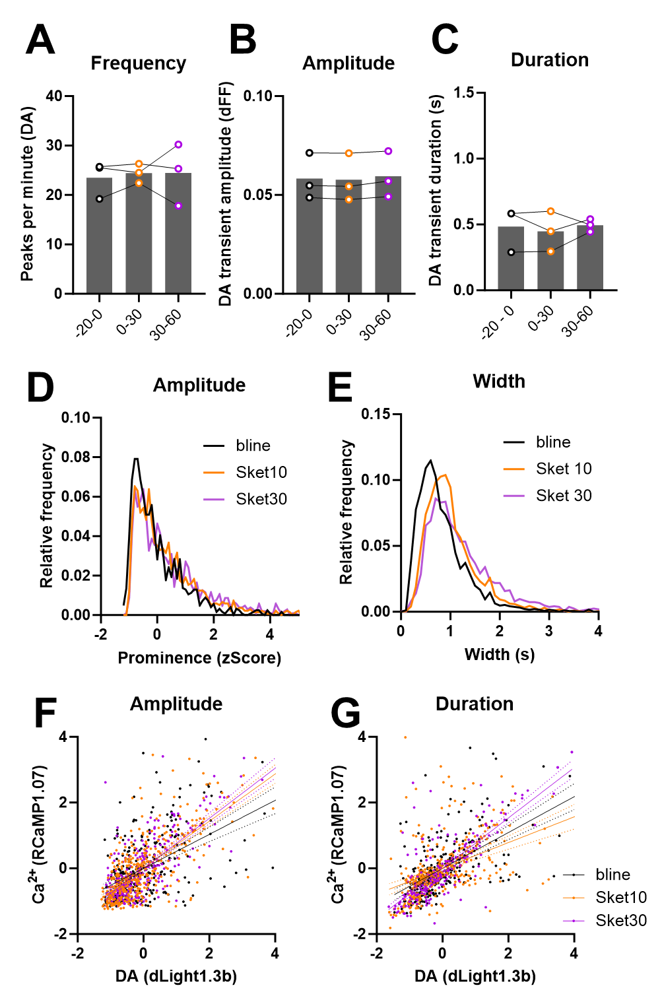 A
Frequency
Peaks per minute (DA)
40
30
20
10
0
-20-0
0-30
30-60
B
Amplitude
DA transient amplitude (dFF)
0.10
0.05
0.00
-20-0
0-30
30-60
C
Duration
DA transient duration (s)
1.5
1.0
0.5
0.0
-20 - 0
0-30
30-60
D
Amplitude
Relative frequency
0.10
0.08
0.06
0.04
0.02
0.00
-2
0
2
4
Prominence (zScore)
bline
Sket10
Sket30
E
Width
Relative frequency
0.15
0.10
0.05
0.00
0
1
2
3
4
Width (s)
bline
Sket 10
Sket 30
F
Amplitude
Ca2+ (RCaMP1.07)
4
2
0
-2
-2
0
2
4
DA (dLight1.3b)
G
Duration
Ca2+ (RCaMP1.07)
4
2
0
-2
-2
0
2
4
DA (dLight1.3b)
bline
Sket10
Sket30